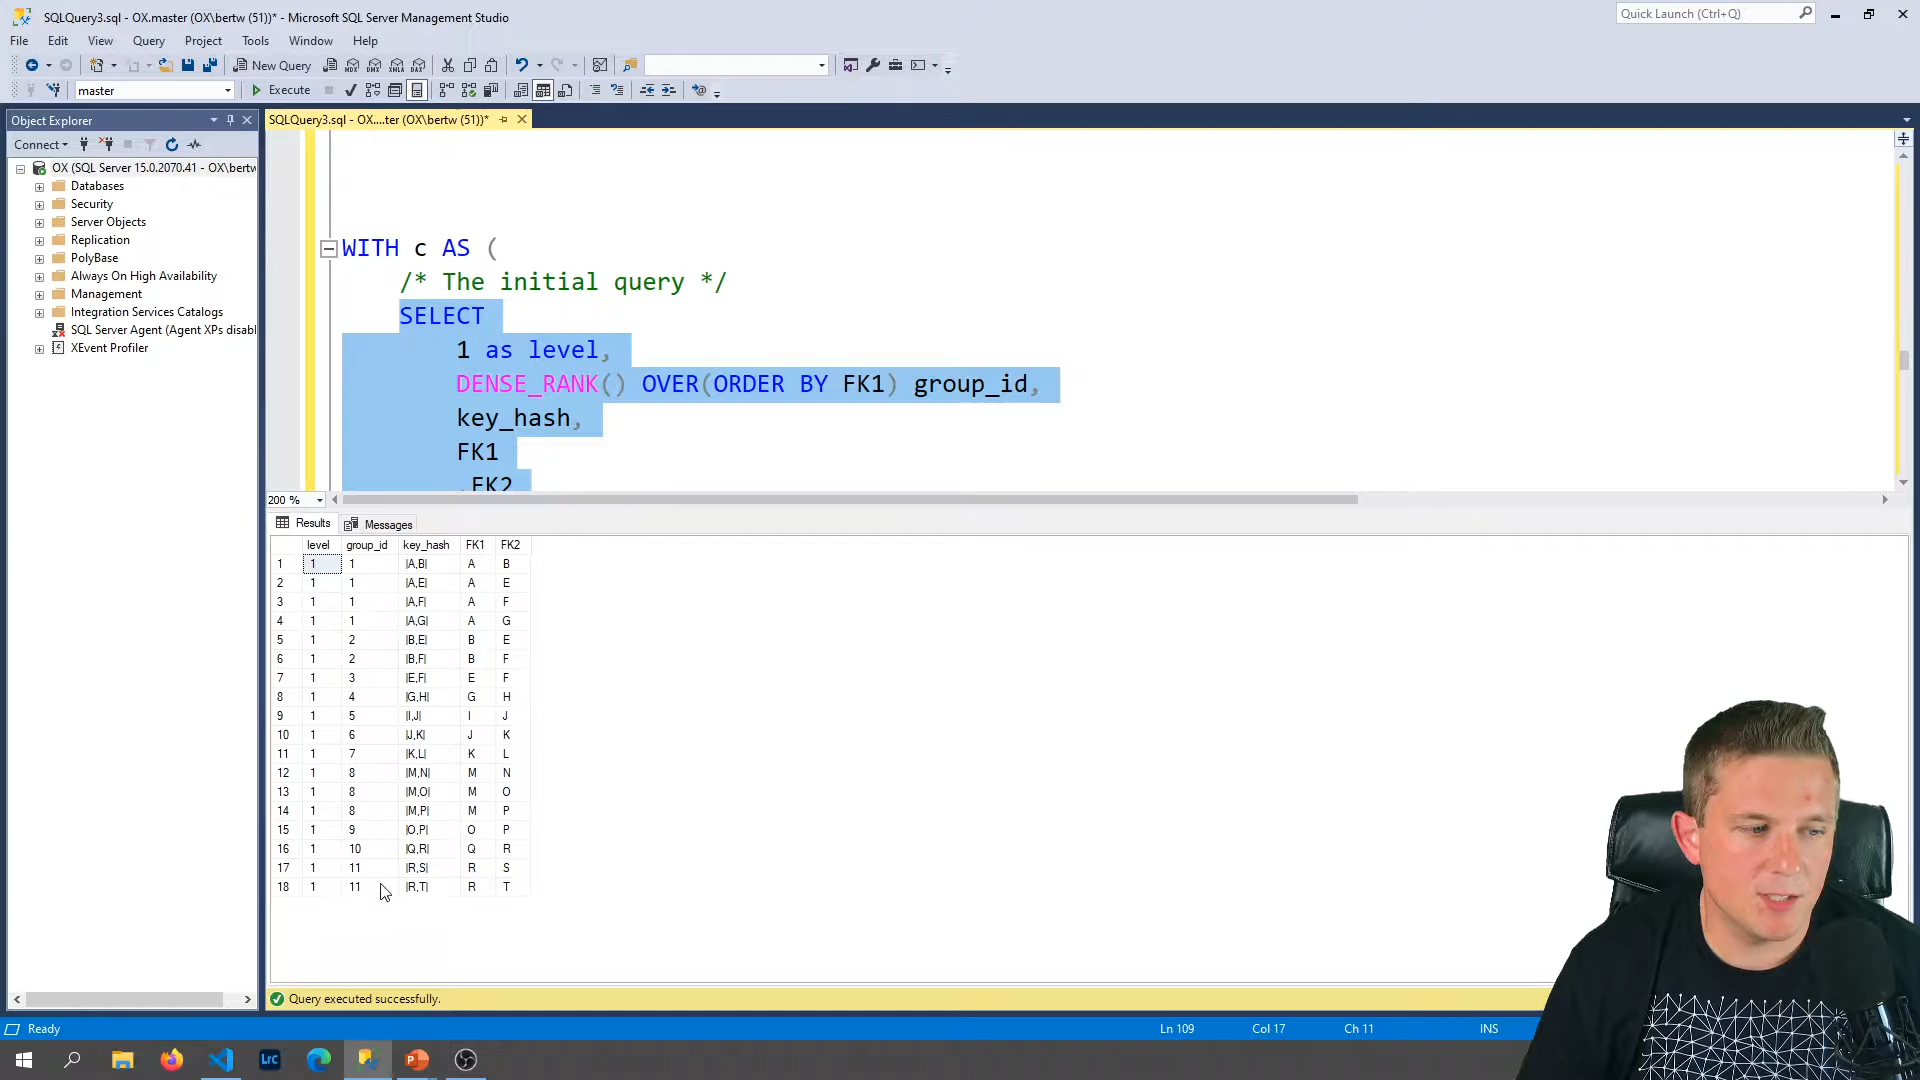 SQLQuery3.sql - OX.master (OX\bertw (51))* - Microsoft SQL Server Management Studio
Quick Launch (Ctrl+Q)
File Edit View Query Project Tools Window Help
New Query
MDX DMX XMLA DAX
master
Execute
Object Explorer
SQLQuery3.sql - OX....ter (OX\bertw (51))*
Connect
OX (SQL Server 15.0.2070.41 - OX\bertw
Databases
Security
Server Objects
Replication
PolyBase
Always On High Availability
Management
Integration Services Catalogs
SQL Server Agent (Agent XPs disabl
XEvent Profiler
WITH c AS (
/* The initial query */
SELECT
1 as level,
DENSE_RANK() OVER(ORDER BY FK1) group_id,
key_hash,
FK1
,FK2
200 %
Results Messages
level group_id key_hash FK1 FK2
1 1 1 |A,B| A B
2 1 1 |A,E| A E
3 1 1 |A,F| A F
4 1 1 |A,G| A G
5 1 2 |B,E| B E
6 1 2 |B,F| B F
7 1 3 |E,F| E F
8 1 4 |G,H| G H
9 1 5 |I,J| I J
10 1 6 |J,K| J K
11 1 7 |K,L| K L
12 1 8 |M,N| M N
13 1 8 |M,O| M O
14 1 8 |M,P| M P
15 1 9 |O,P| O P
16 1 10 |Q,R| Q R
17 1 11 |R,S| R S
18 1 11 |R,T| R T
Query executed successfully.
Ready
Ln 109 Col 17 Ch 11 INS
LrC